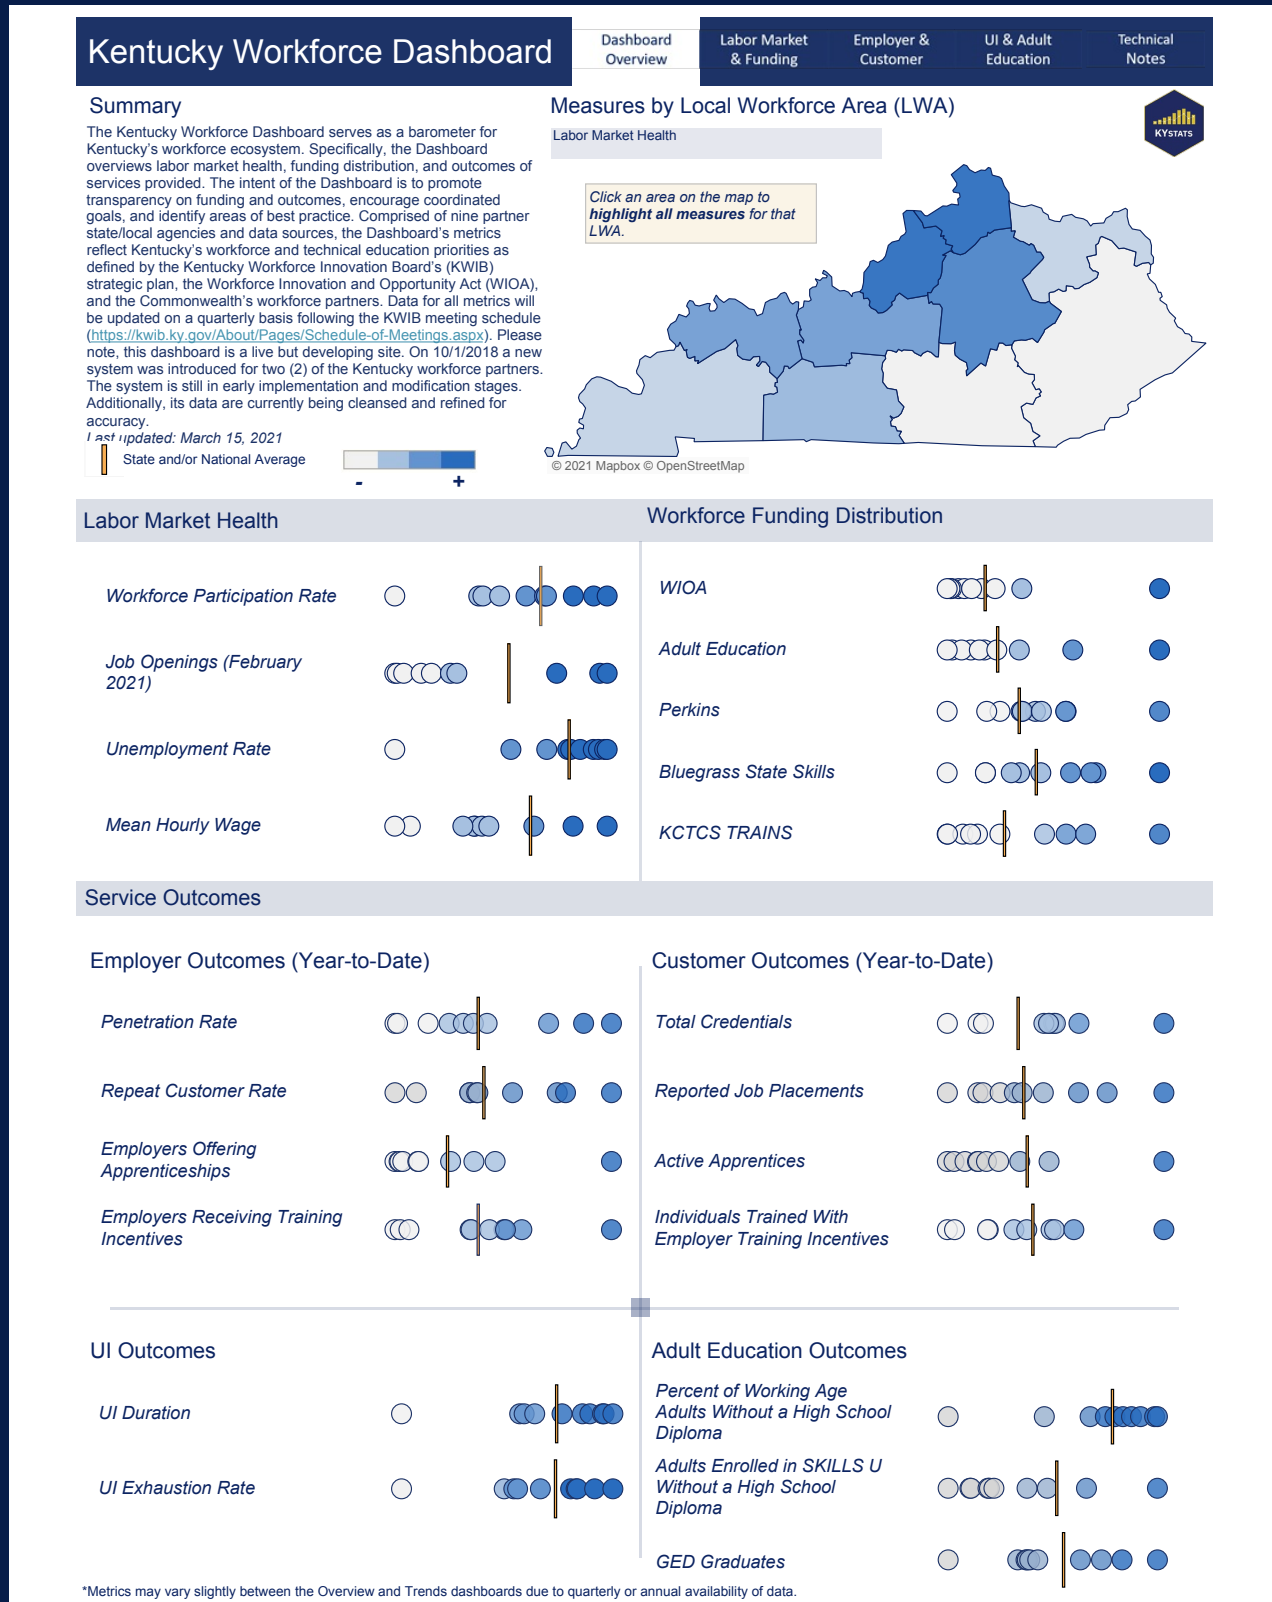 Kentucky Workforce Dashboard
Dashboard
Overview
Labor Market
& Funding
Employer &
Customer
UI & Adult
Education
Technical
Notes
Summary
The Kentucky Workforce Dashboard serves as a barometer for
Kentucky's workforce ecosystem. Specifically, the Dashboard
overviews labor market health, funding distribution, and outcomes of
services provided. The intent of the Dashboard is to promote
transparency on funding and outcomes, encourage coordinated
goals, and identify areas of best practice. Comprised of nine partner
state/local agencies and data sources, the Dashboard's metrics
reflect Kentucky's workforce and technical education priorities as
defined by the Kentucky Workforce Innovation Board's (KWIB)
strategic plan, the Workforce Innovation and Opportunity Act (WIOA),
and the Commonwealth's workforce partners. Data for all metrics will
be updated on a quarterly basis following the KWIB meeting schedule
(https://kwib.ky.gov/About/Pages/Schedule-of-Meetings.aspx). Please
note, this dashboard is a live but developing site. On 10/1/2018 a new
system was introduced for two (2) of the Kentucky workforce partners.
The system is still in early implementation and modification stages.
Additionally, its data are currently being cleansed and refined for
accuracy.
Last updated: March 15, 2021
State and/or National Average
- +
Measures by Local Workforce Area (LWA)
Labor Market Health
KYSTATS
Click an area on the map to
highlight all measures for that
LWA.
© 2021 Mapbox © OpenStreetMap
Labor Market Health
Workforce Participation Rate
Job Openings (February
2021)
Unemployment Rate
Mean Hourly Wage
Workforce Funding Distribution
WIOA
Adult Education
Perkins
Bluegrass State Skills
KCTCS TRAINS
Service Outcomes
Employer Outcomes (Year-to-Date)
Penetration Rate
Repeat Customer Rate
Employers Offering
Apprenticeships
Employers Receiving Training
Incentives
Customer Outcomes (Year-to-Date)
Total Credentials
Reported Job Placements
Active Apprentices
Individuals Trained With
Employer Training Incentives
UI Outcomes
UI Duration
UI Exhaustion Rate
Adult Education Outcomes
Percent of Working Age
Adults Without a High School
Diploma
Adults Enrolled in SKILLS U
Without a High School
Diploma
GED Graduates
*Metrics may vary slightly between the Overview and Trends dashboards due to quarterly or annual availability of data.